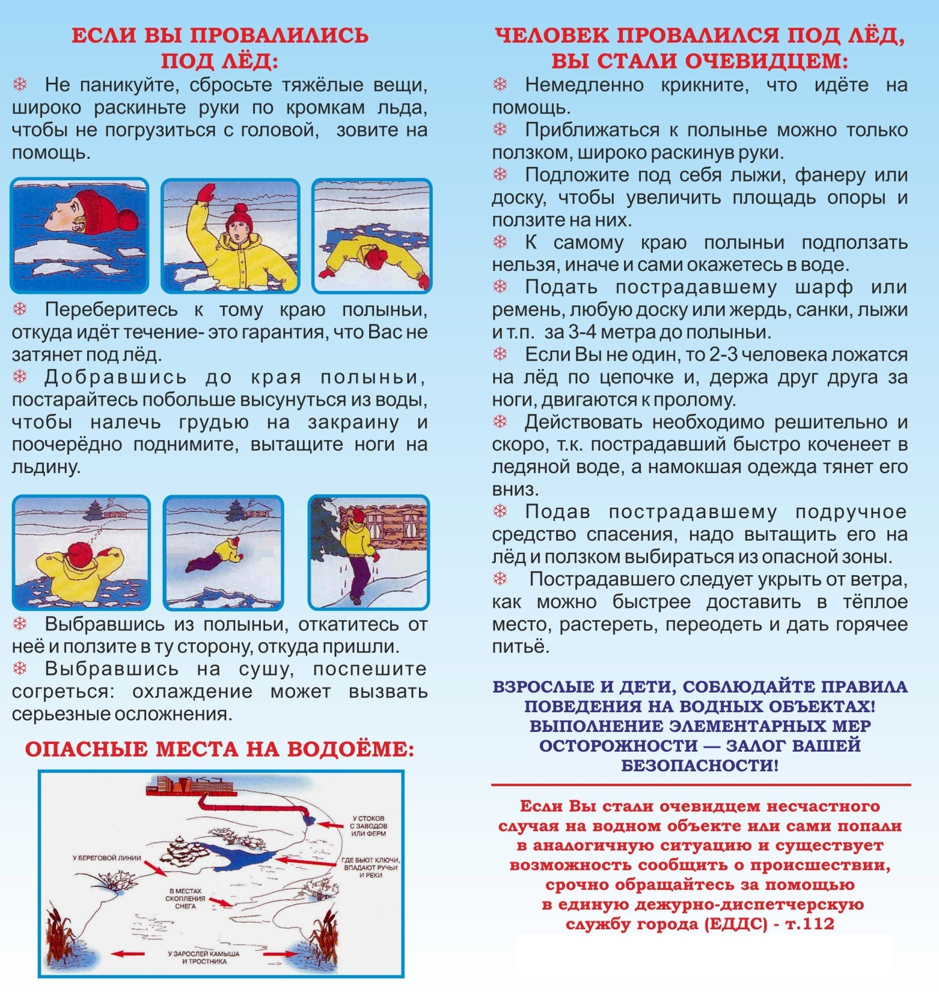 ЕСЛИ ВЫ ПРОВАЛИЛИСЬ
ПОД ЛЁД:
Не паникуйте, сбросьте тяжёлые вещи,
широко раскиньте руки по кромкам льда,
чтобы не погрузиться с головой, зовите на
помощь.
Переберитесь к тому краю полыньи,
откуда идёт течение- это гарантия, что Вас не
затянет под лёд.
Добравшись до края полыньи,
постарайтесь побольше высунуться из воды,
чтобы налечь грудью на закраину и
поочерёдно поднимите, вытащите ноги на
льдину.
Выбравшись из полыньи, откатитесь от
неё и ползите в ту сторону, откуда пришли.
Выбравшись на сушу, поспешите
согреться: охлаждение может вызвать
серьезные осложнения.
ОПАСНЫЕ МЕСТА НА ВОДОЁМЕ:
У СТОКОВ
С ЗАВОДОВ
ИЛИ ФЕРМ
У БЕРЕГОВОЙ ЛИНИИ
ГДЕ БЬЮТ КЛЮЧИ,
ВПАДАЮТ РУЧЬИ
И РЕКИ
В МЕСТАХ
СКОПЛЕНИЯ
СНЕГА
У ЗАРОСЛЕЙ КАМЫША
И ТРОСТНИКА
ЧЕЛОВЕК ПРОВАЛИЛСЯ ПОД ЛЁД,
ВЫ СТАЛИ ОЧЕВИДЦЕМ:
Немедленно крикните, что идёте на
помощь.
Приближаться к полынье можно только
ползком, широко раскинув руки.
Подложите под себя лыжи, фанеру или
доску, чтобы увеличить площадь опоры и
ползите на них.
К самому краю полыньи подползать
нельзя, иначе и сами окажетесь в воде.
Подать пострадавшему шарф или
ремень, любую доску или жердь, санки, лыжи
и т.п. за 3-4 метра до полыньи.
Если Вы не один, то 2-3 человека ложатся
на лёд по цепочке и, держа друг друга за
ноги, двигаются к пролому.
Действовать необходимо решительно и
скоро, т.к. пострадавший быстро коченеет в
ледяной воде, а намокшая одежда тянет его
вниз.
Подав пострадавшему подручное
средство спасения, надо вытащить его на
лёд и ползком выбираться из опасной зоны.
Пострадавшего следует укрыть от ветра,
как можно быстрее доставить в тёплое
место, растереть, переодеть и дать горячее
питьё.
ВЗРОСЛЫЕ И ДЕТИ, СОБЛЮДАЙТЕ ПРАВИЛА
ПОВЕДЕНИЯ НА ВОДНЫХ ОБЪЕКТАХ!
ВЫПОЛНЕНИЕ ЭЛЕМЕНТАРНЫХ МЕР
ОСТОРОЖНОСТИ — ЗАЛОГ ВАШЕЙ
БЕЗОПАСНОСТИ!
Если Вы стали очевидцем несчастного
случая на водном объекте или сами попали
в аналогичную ситуацию и существует
возможность сообщить о происшествии,
срочно обращайтесь за помощью
в единую дежурно-диспетчерскую
службу города (ЕДДС) - т.112